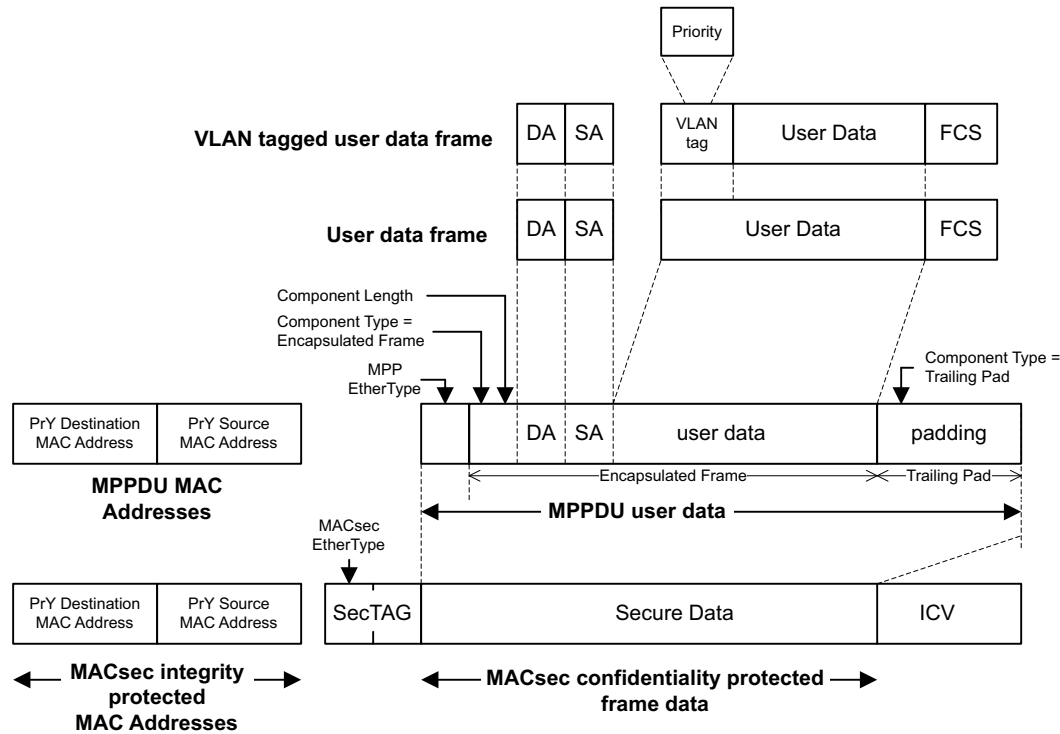 Priority
VLAN tagged user data frame
DA
SA
VLAN
tag
User Data
FCS
User data frame
DA
SA
User Data
FCS
Component Length
Component Type =
Encapsulated Frame
MPP
EtherType
Component Type =
Trailing Pad
PrY Destination
MAC Address
PrY Source
MAC Address
DA
SA
user data
padding
Encapsulated Frame
Trailing Pad
MPPDU MAC
Addresses
MPPDU user data
MACsec
EtherType
PrY Destination
MAC Address
PrY Source
MAC Address
SecTAG
Secure Data
ICV
MACsec integrity
protected
MAC Addresses
MACsec confidentiality protected
frame data